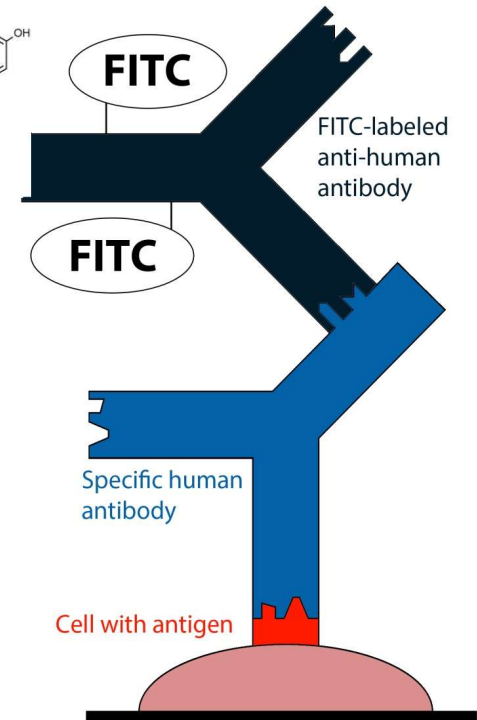 OH
FITC
FITC-labeled
anti-human
antibody
FITC
Specific human
antibody
Cell with antigen